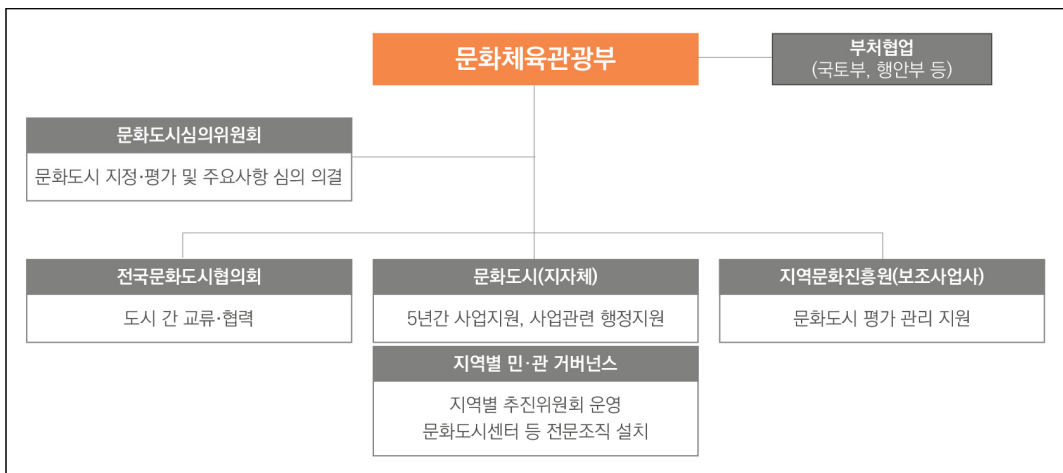 문화체육관광부
부처협업
(국토부, 행안부 등)
문화도시심의위원회
문화도시 지정·평가 및 주요사항 심의 의결
전국문화도시협의회
도시 간 교류·협력
문화도시(지자체)
5년간 사업지원, 사업관련 행정지원
지역별 민·관 거버넌스
지역별 추진위원회 운영
문화도시센터 등 전문조직 설치
지역문화진흥원(보조사업사)
문화도시 평가 관리 지원